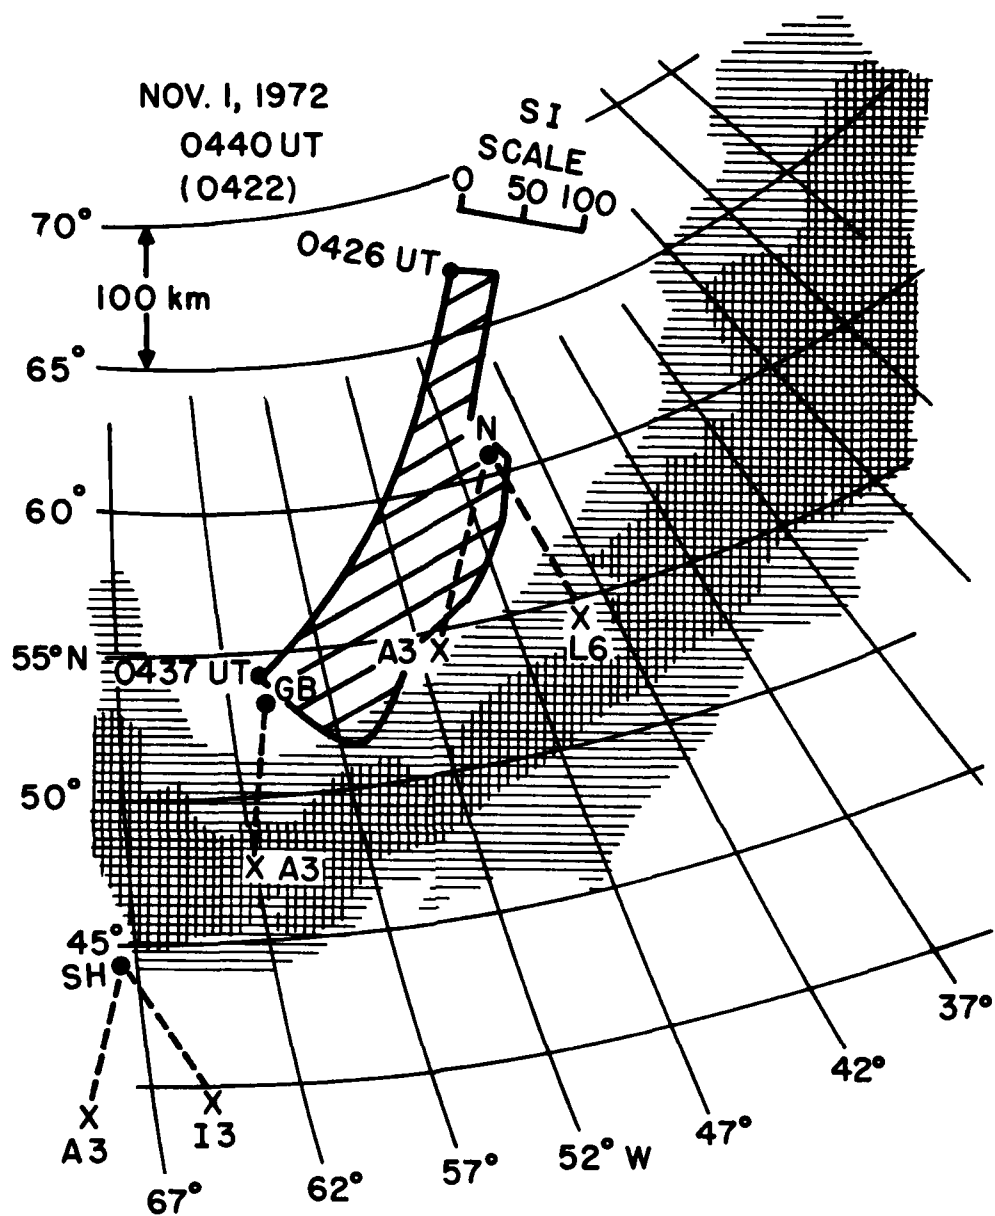 NOV. 1, 1972
0440 UT
(0422)
SI
SCALE
0 50 100
70°
0426 UT
100 km
65°
N
60°
A3
L6
55°N
0437 UT
GB
50°
A3
45°
SH
37°
42°
A3
I3
47°
52° W
57°
62°
67°